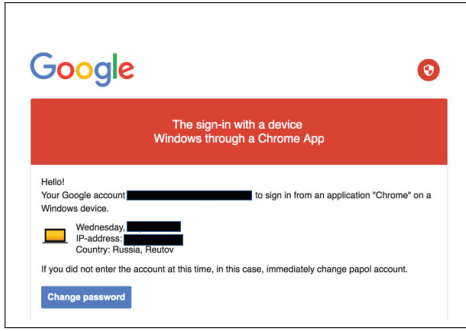 Google
The sign-in with a device
Windows through a Chrome App
Hello!
Your Google account to sign in from an application "Chrome" on a
Windows device.
Wednesday,
IP-address:
Country: Russia, Reutov
If you did not enter the account at this time, in this case, immediately change papol account.
Change password